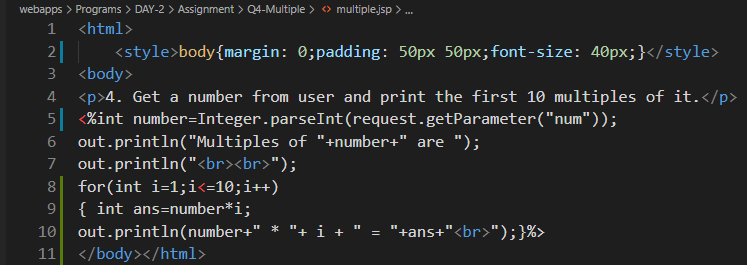 webapps > Programs > DAY-2 > Assignment > Q4-Multiple > <> multiple.jsp > ...
1 <html>
2 <style>body{margin: 0;padding: 50px 50px;font-size: 40px;}</style>
3 <body>
4 <p>4. Get a number from user and print the first 10 multiples of it.</p>
5 <%int number=Integer.parseInt(request.getParameter("num"));
6 out.println("Multiples of "+number+" are ");
7 out.println("<br><br>");
8 for(int i=1;i<=10;i++)
9 { int ans=number*i;
10 out.println(number+" * "+ i + " = "+ans+"<br>");}%>
11 </body></html>